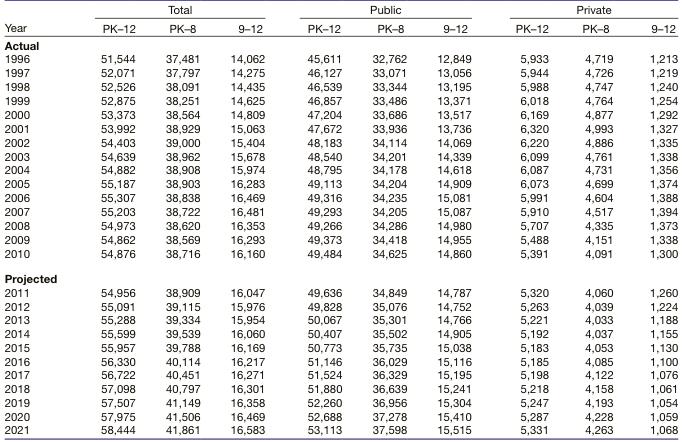 Total Public Private
Year PK–12 PK–8 9–12 PK–12 PK–8 9–12 PK–12 PK–8 9–12
Actual
1996 51,544 37,481 14,062 45,611 32,762 12,849 5,933 4,719 1,213
1997 52,071 37,797 14,275 46,127 33,071 13,056 5,944 4,726 1,219
1998 52,526 38,091 14,435 46,539 33,344 13,195 5,988 4,747 1,240
1999 52,875 38,251 14,625 46,857 33,486 13,371 6,018 4,764 1,254
2000 53,373 38,564 14,809 47,204 33,686 13,517 6,169 4,877 1,292
2001 53,992 38,929 15,063 47,672 33,936 13,736 6,320 4,993 1,327
2002 54,403 39,000 15,404 48,183 34,114 14,069 6,220 4,886 1,335
2003 54,639 38,962 15,678 48,540 34,201 14,339 6,099 4,761 1,338
2004 54,882 38,908 15,974 48,795 34,178 14,618 6,087 4,731 1,356
2005 55,187 38,903 16,283 49,113 34,204 14,909 6,073 4,699 1,374
2006 55,307 38,838 16,469 49,316 34,235 15,081 5,991 4,604 1,388
2007 55,203 38,722 16,481 49,293 34,205 15,087 5,910 4,517 1,394
2008 54,973 38,620 16,353 49,266 34,286 14,980 5,707 4,335 1,373
2009 54,862 38,569 16,293 49,373 34,418 14,955 5,488 4,151 1,338
2010 54,876 38,716 16,160 49,484 34,625 14,860 5,391 4,091 1,300
Projected
2011 54,956 38,909 16,047 49,636 34,849 14,787 5,320 4,060 1,260
2012 55,091 39,115 15,976 49,828 35,076 14,752 5,263 4,039 1,224
2013 55,288 39,334 15,954 50,067 35,301 14,766 5,221 4,033 1,188
2014 55,599 39,539 16,060 50,407 35,502 14,905 5,192 4,037 1,155
2015 55,957 39,788 16,169 50,773 35,735 15,038 5,183 4,053 1,130
2016 56,330 40,114 16,217 51,146 36,029 15,116 5,185 4,085 1,100
2017 56,722 40,451 16,271 51,524 36,329 15,195 5,198 4,122 1,076
2018 57,098 40,797 16,301 51,880 36,639 15,241 5,218 4,158 1,061
2019 57,507 41,149 16,358 52,260 36,956 15,304 5,247 4,193 1,054
2020 57,975 41,506 16,469 52,688 37,278 15,410 5,287 4,228 1,059
2021 58,444 41,861 16,583 53,113 37,598 15,515 5,331 4,263 1,068